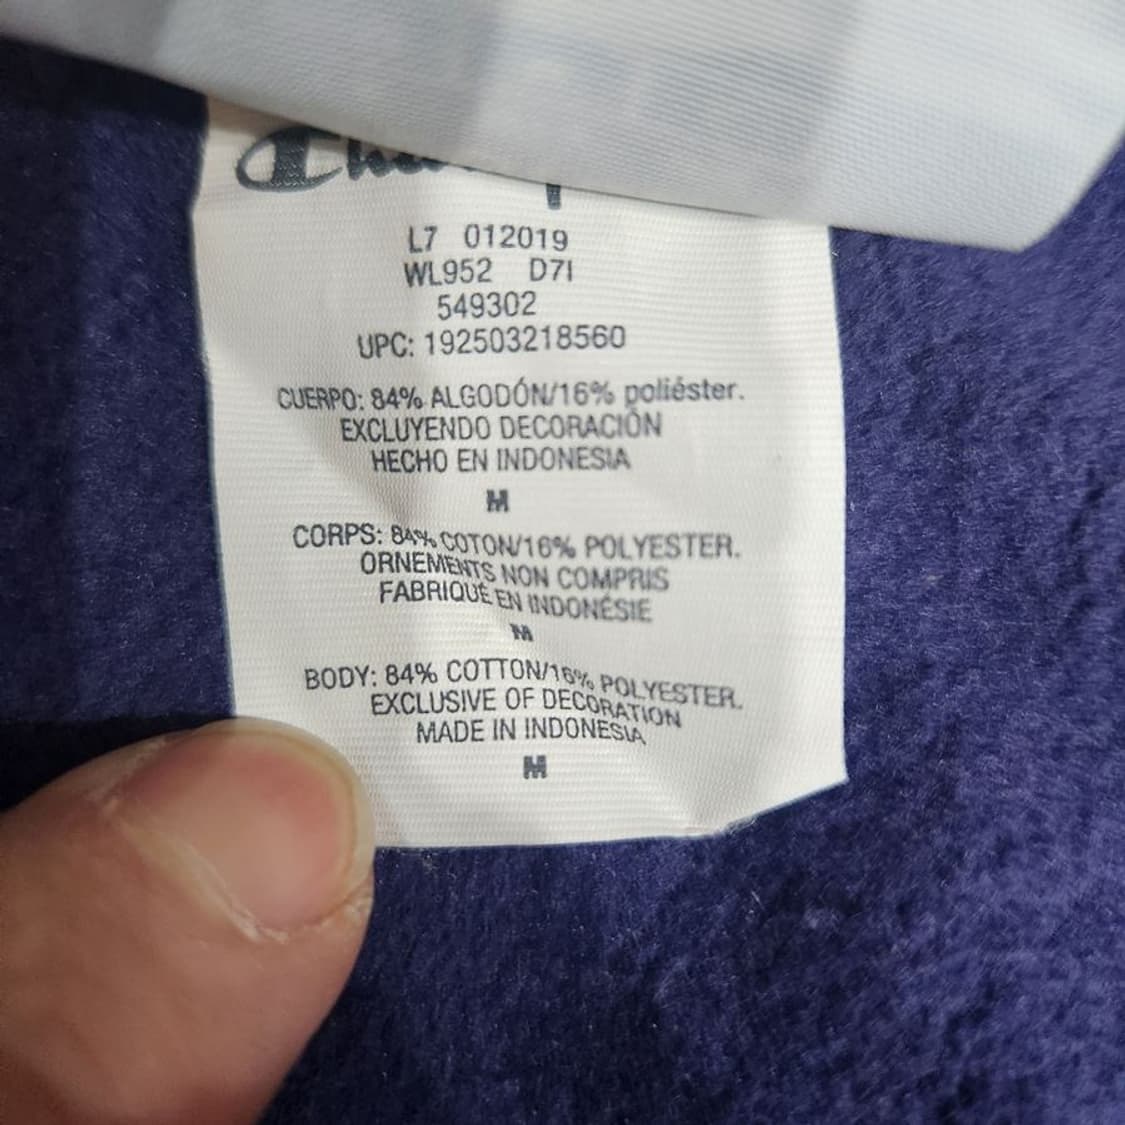 L7 012019
WL952 D7I
549302
UPC: 192503218560
CUERPO: 84% ALGODÓN/16% poliéster.
EXCLUYENDO DECORACIÓN
HECHO EN INDONESIA
M
CORPS: 84% COTON/16% POLYESTER.
ORNEMENTS NON COMPRIS
FABRIQUÉ EN INDONÉSIE
M
BODY: 84% COTTON/16% POLYESTER.
EXCLUSIVE OF DECORATION
MADE IN INDONESIA
M